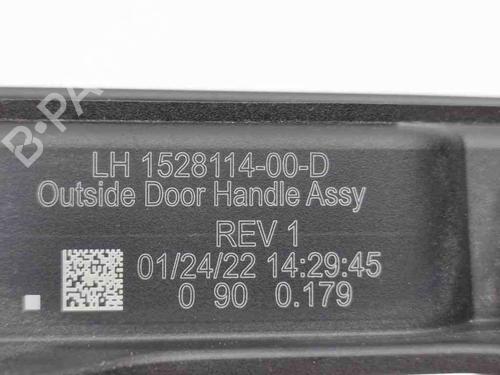 B-PARTS
LH 1528114-00-D
Outside Door Handle Assy
REV 1
01/24/22 14:29:45
0 90 0.179